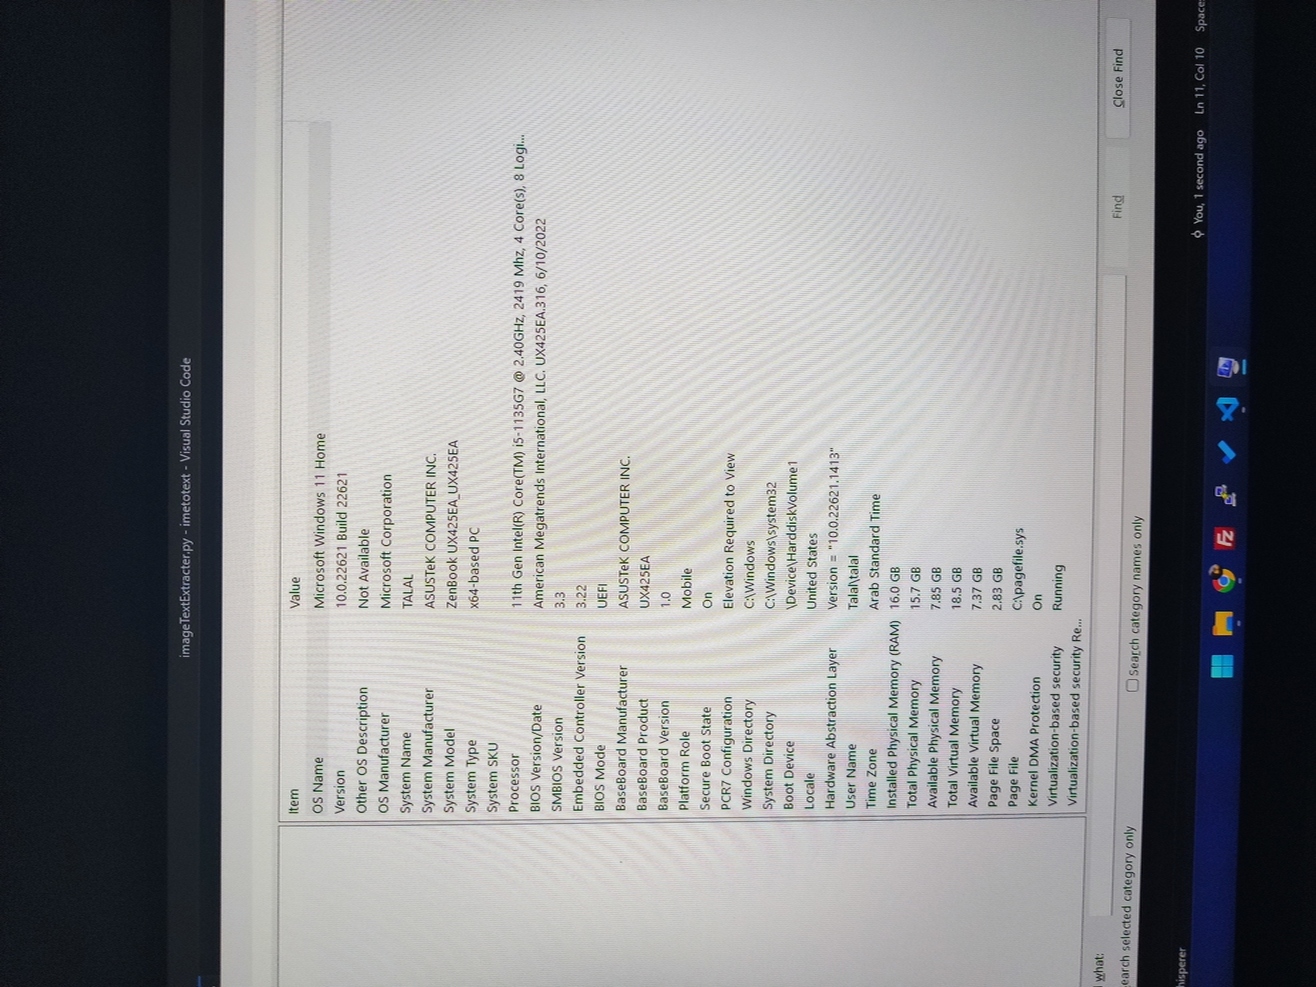 imageTextExtracter.py - imetotext - Visual Studio Code
Item Value
OS Name Microsoft Windows 11 Home
Version 10.0.22621 Build 22621
Other OS Description Not Available
OS Manufacturer Microsoft Corporation
System Name TALAL
System Manufacturer ASUSTeK COMPUTER INC.
System Model ZenBook UX425EA_UX425EA
System Type x64-based PC
System SKU
Processor 11th Gen Intel(R) Core(TM) i5-1135G7 @ 2.40GHz, 2419 Mhz, 4 Core(s), 8 Logi...
BIOS Version/Date American Megatrends International, LLC. UX425EA.316, 6/10/2022
SMBIOS Version 3.3
Embedded Controller Version 3.22
BIOS Mode UEFI
BaseBoard Manufacturer ASUSTeK COMPUTER INC.
BaseBoard Product UX425EA
BaseBoard Version 1.0
Platform Role Mobile
Secure Boot State On
PCR7 Configuration Elevation Required to View
Windows Directory C:\Windows
System Directory C:\Windows\system32
Boot Device \Device\HarddiskVolume1
Locale United States
Hardware Abstraction Layer Version = "10.0.22621.1413"
User Name Talal\talal
Time Zone Arab Standard Time
Installed Physical Memory (RAM) 16.0 GB
Total Physical Memory 15.7 GB
Available Physical Memory 7.85 GB
Total Virtual Memory 18.5 GB
Available Virtual Memory 7.37 GB
Page File Space 2.83 GB
Page File C:\pagefile.sys
Kernel DMA Protection On
Virtualization-based security Running
Virtualization-based security Re...
what: Find Close Find
earch selected category only Search category names only
hisperer You, 1 second ago Ln 11, Col 10 Space
Fz